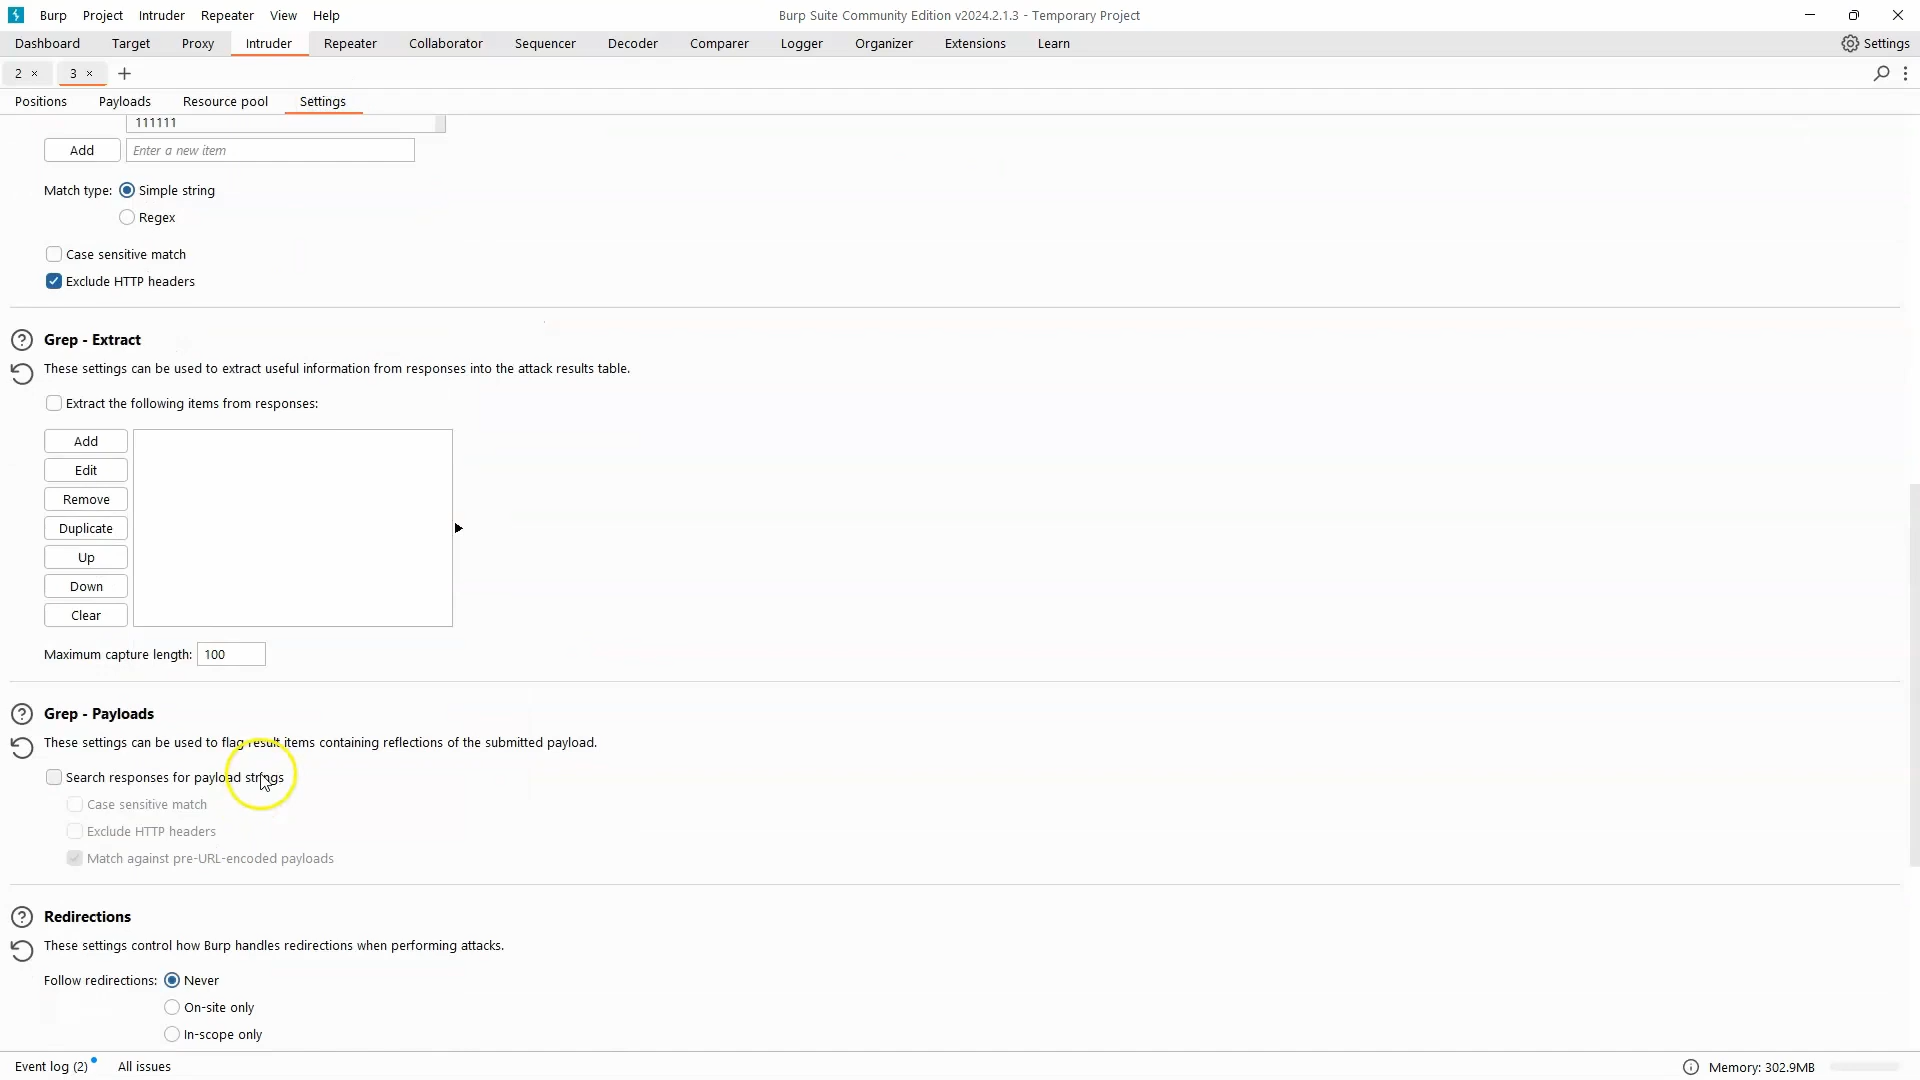 Burp Project Intruder Repeater View Help Burp Suite Community Edition v2024.2.1.3 - Temporary Project
Dashboard Target Proxy Intruder Repeater Collaborator Sequencer Decoder Comparer Logger Organizer Extensions Learn Settings
2 × 3 × +
Positions Payloads Resource pool Settings
111111
Add Enter a new item
Match type: Simple string
Regex
Case sensitive match
Exclude HTTP headers
? Grep - Extract
These settings can be used to extract useful information from responses into the attack results table.
Extract the following items from responses:
Add
Edit
Remove
Duplicate
Up
Down
Clear
Maximum capture length: 100
? Grep - Payloads
These settings can be used to flag result items containing reflections of the submitted payload.
Search responses for payload strings
Case sensitive match
Exclude HTTP headers
Match against pre-URL-encoded payloads
? Redirections
These settings control how Burp handles redirections when performing attacks.
Follow redirections: Never
On-site only
In-scope only
Event log (2) All issues Memory: 302.9MB